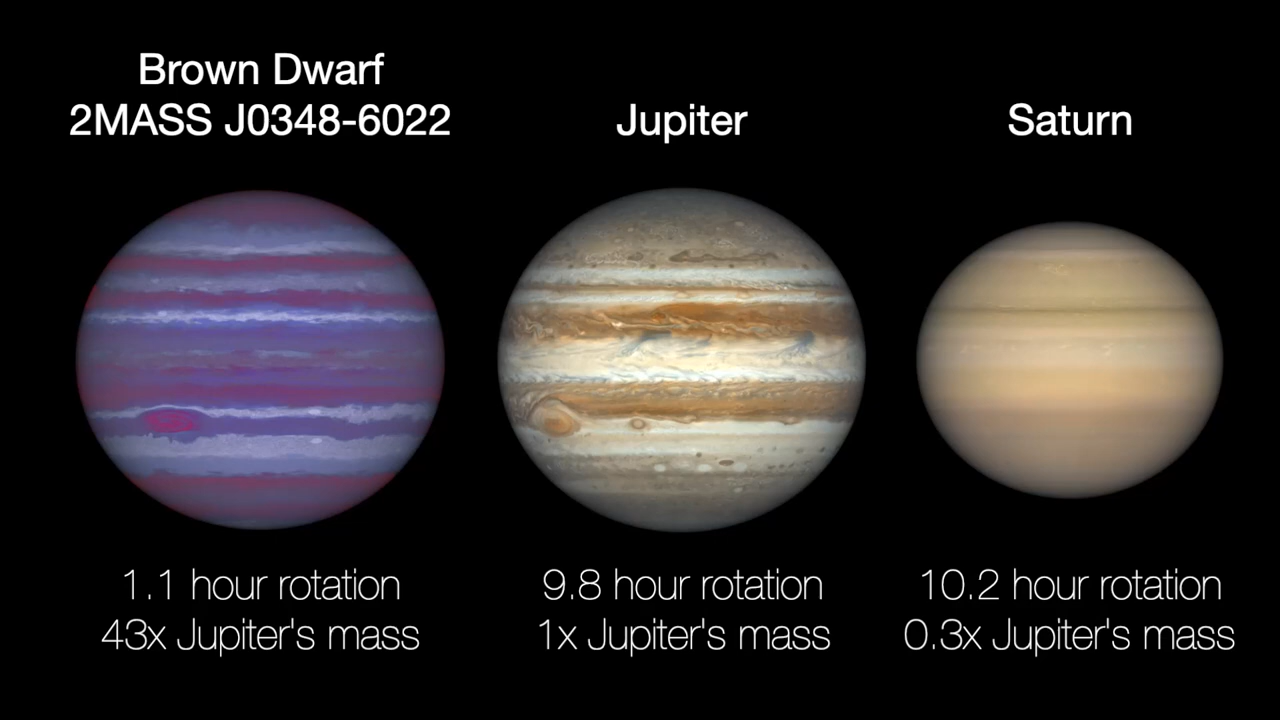 Brown Dwarf
2MASS J0348-6022
Jupiter
Saturn
1.1 hour rotation
43x Jupiter's mass
9.8 hour rotation
1x Jupiter's mass
10.2 hour rotation
0.3x Jupiter's mass